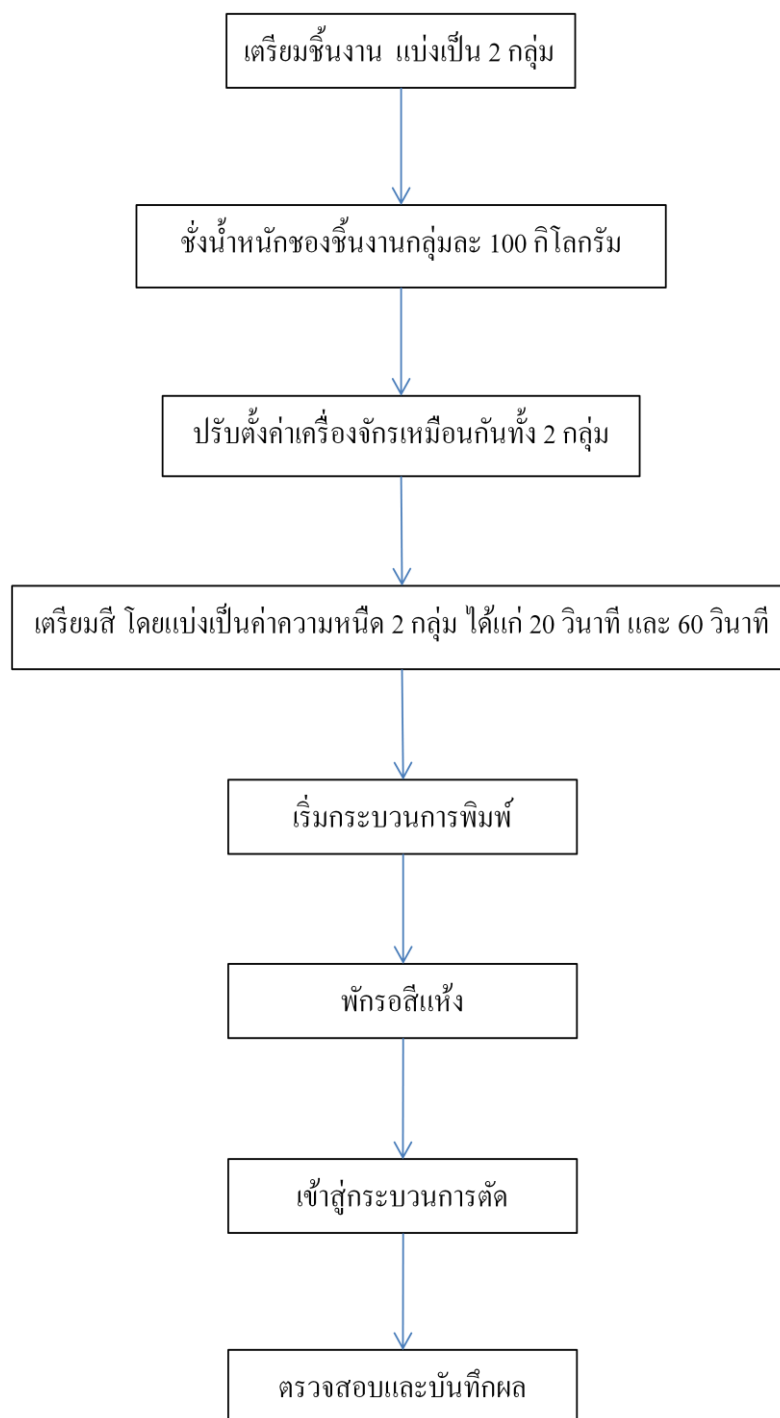 เตรียมชิ้นงาน แบ่งเป็น 2 กลุ่ม
ชั่งน้ำหนักชองชิ้นงานกลุ่มละ 100 กิโลกรัม
ปรับตั้งค่าเครื่องจักรเหมือนกันทั้ง 2 กลุ่ม
เตรียมสี โดยแบ่งเป็นค่าความหนืด 2 กลุ่ม ได้แก่ 20 วินาที และ 60 วินาที
เริ่มกระบวนการพิมพ์
พักรอสีแห้ง
เข้าสู่กระบวนการตัด
ตรวจสอบและบันทึกผล